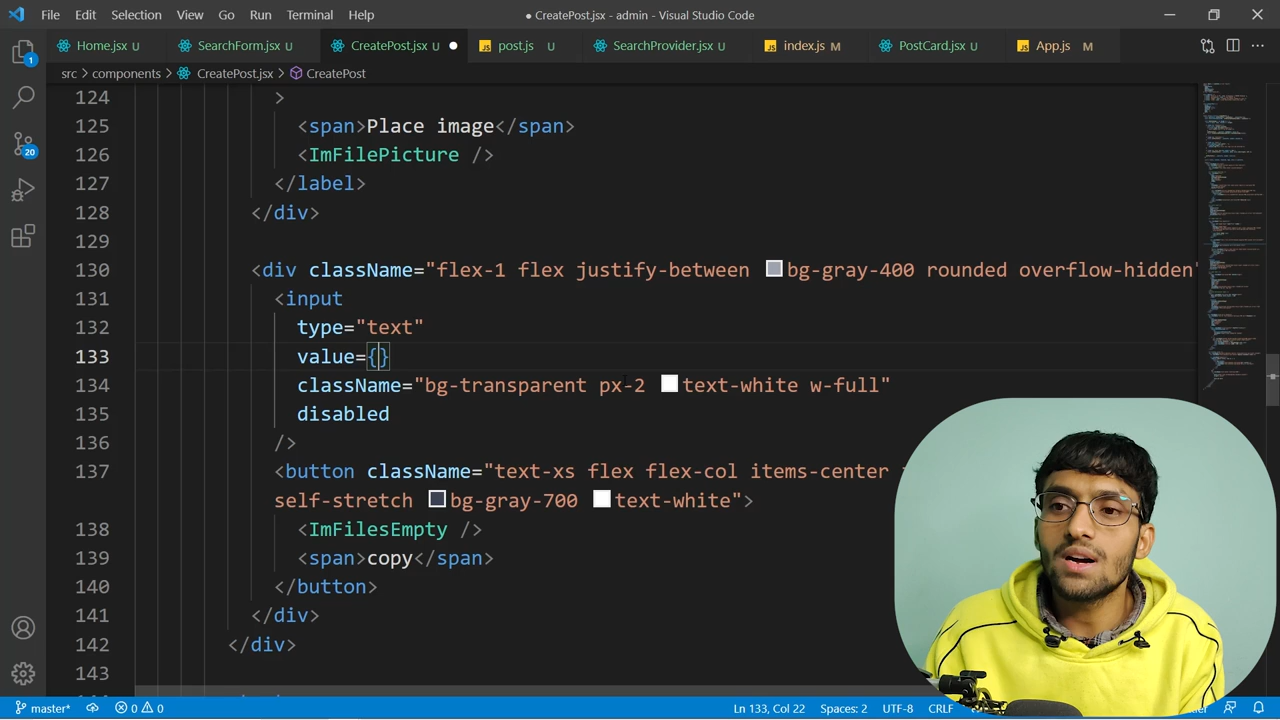 File Edit Selection View Go Run Terminal Help ● CreatePost.jsx - admin - Visual Studio Code
Home.jsx U SearchForm.jsx U CreatePost.jsx U ● JS post.js U SearchProvider.jsx U JS index.js M PostCard.jsx U JS App.js M
src > components > CreatePost.jsx > CreatePost
124 >
125 <span>Place image</span>
126 <ImFilePicture />
127 </label>
128 </div>
129
130 <div className="flex-1 flex justify-between bg-gray-400 rounded overflow-hidden"
131 <input
132 type="text"
133 value={}
134 className="bg-transparent px-2 text-white w-full"
135 disabled
136 />
137 <button className="text-xs flex flex-col items-center
self-stretch bg-gray-700 text-white">
138 <ImFilesEmpty />
139 <span>copy</span>
140 </button>
141 </div>
142 </div>
143
1
20
master* 0 0 Ln 133, Col 22 Spaces: 2 UTF-8 CRLF